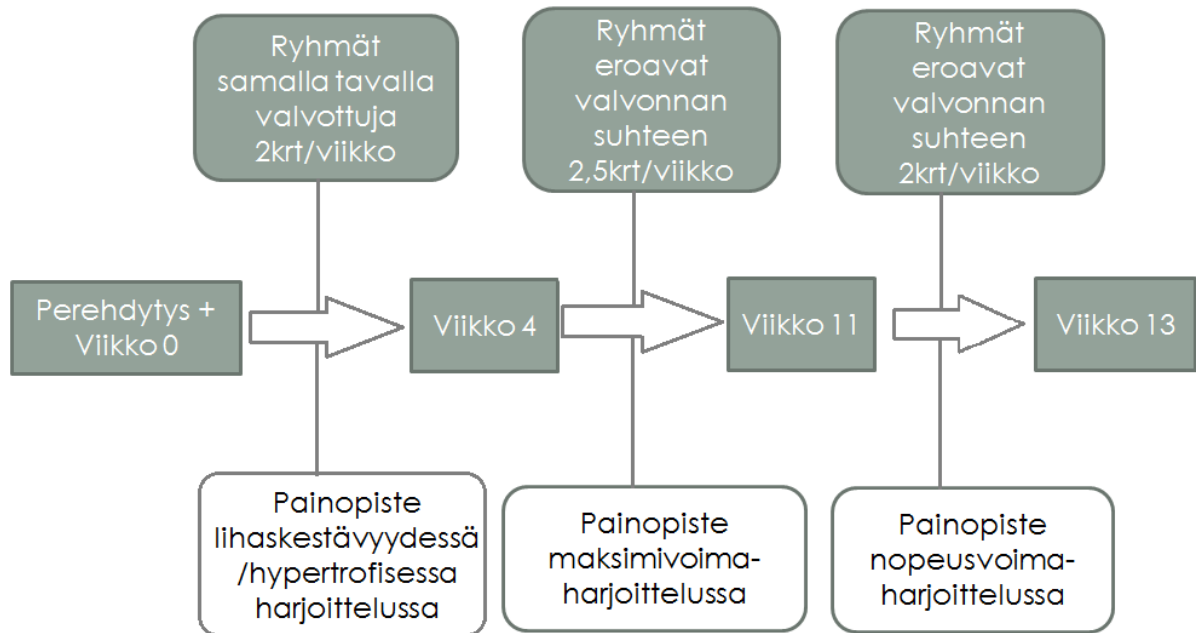 Ryhmät
samalla tavalla
valvottuja
2krt/viikko
Ryhmät
eroavat
valvonnan
suhteen
2,5krt/viikko
Ryhmät
eroavat
valvonnan
suhteen
2krt/viikko
Perehdytys +
Viikko 0
Viikko 4
Viikko 11
Viikko 13
Painopiste
lihaskestävyydessä
/hypertrofisessa
harjoittelussa
Painopiste
maksimivoima-
harjoittelussa
Painopiste
nopeusvoima-
harjoittelussa